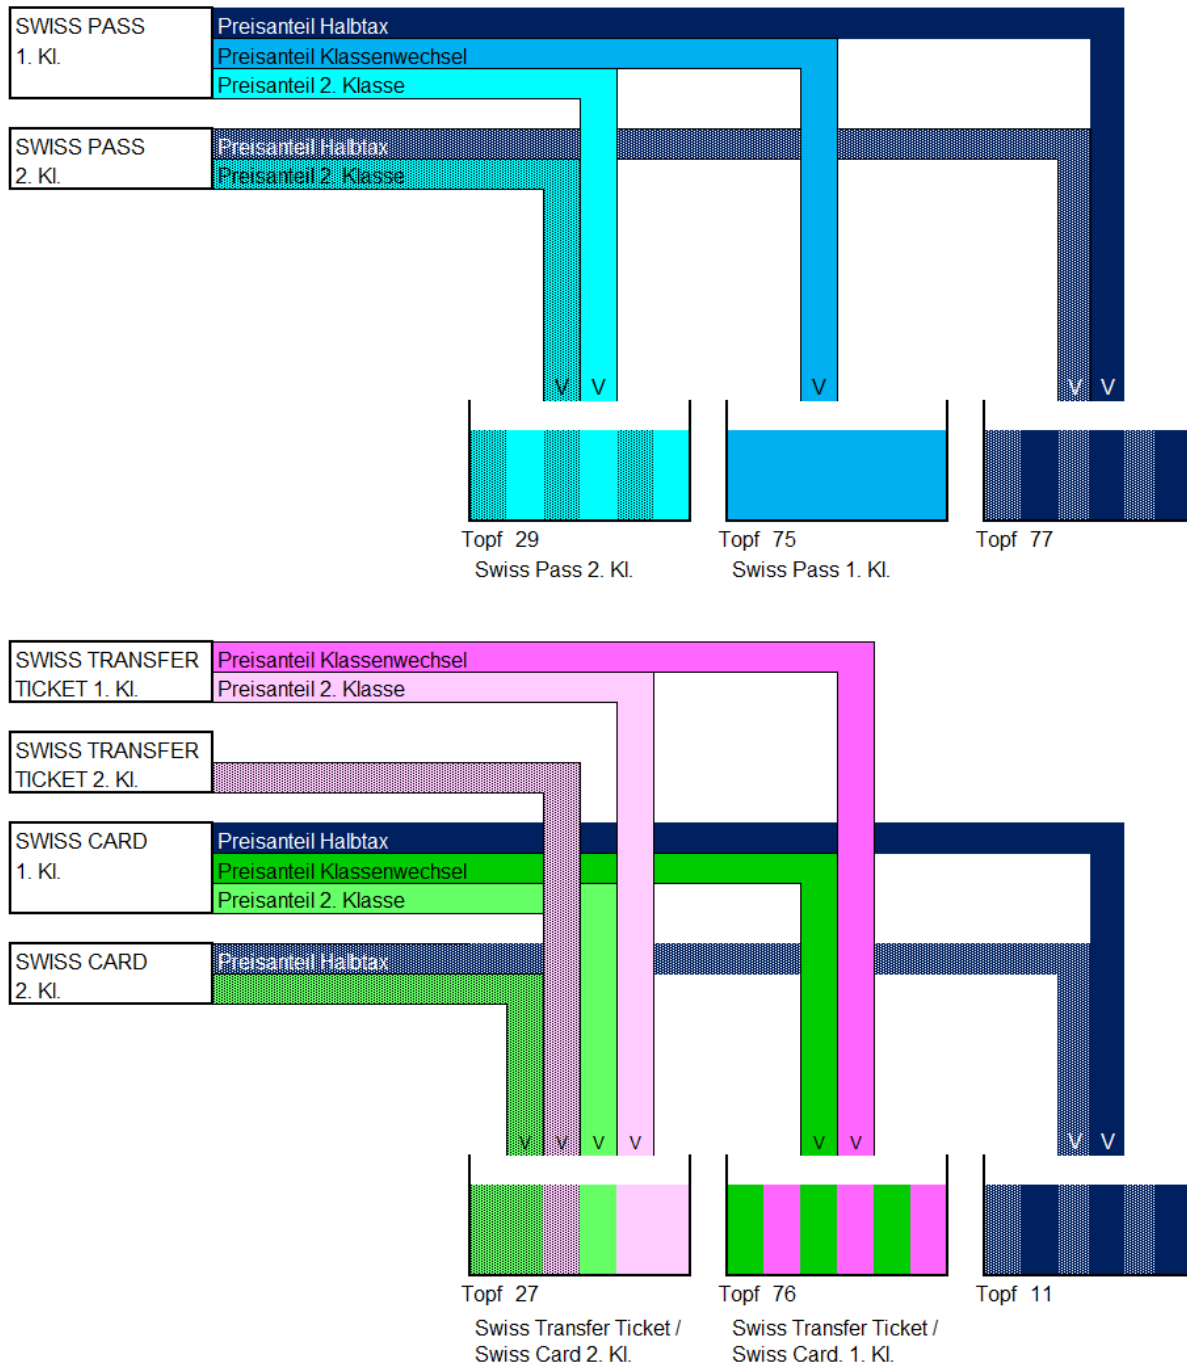 SWISS PASS
1. Kl.
Preisanteil Halbtax
Preisanteil Klassenwechsel
Preisanteil 2. Klasse
SWISS PASS
2. Kl.
Preisanteil Halbtax
Preisanteil 2. Klasse
V V V V V
Topf 29
Swiss Pass 2. Kl.
Topf 75
Swiss Pass 1. Kl.
Topf 77
SWISS TRANSFER
TICKET 1. Kl.
Preisanteil Klassenwechsel
Preisanteil 2. Klasse
SWISS TRANSFER
TICKET 2. Kl.
SWISS CARD
1. Kl.
Preisanteil Halbtax
Preisanteil Klassenwechsel
Preisanteil 2. Klasse
SWISS CARD
2. Kl.
Preisanteil Halbtax
V V V V V V V V
Topf 27
Swiss Transfer Ticket /
Swiss Card 2. Kl.
Topf 76
Swiss Transfer Ticket /
Swiss Card. 1. Kl.
Topf 11